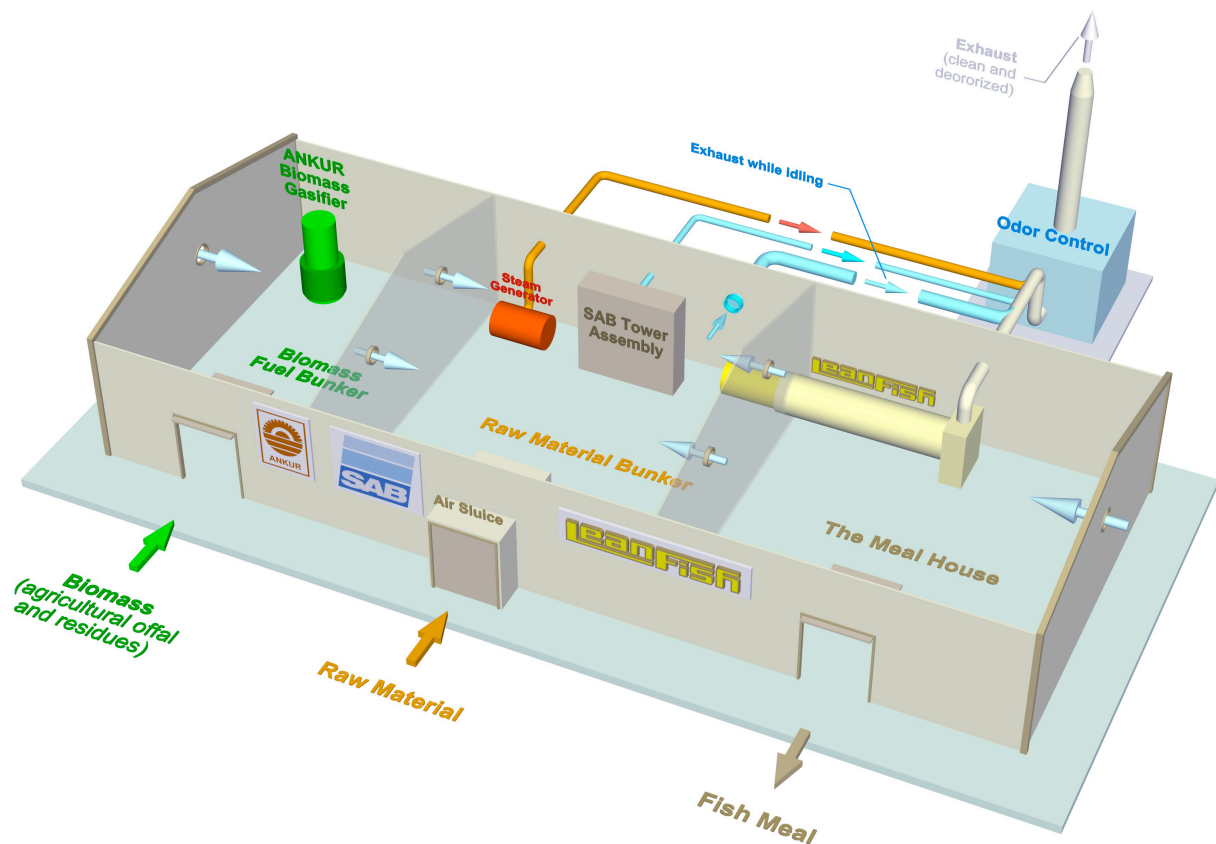 Exhaust
(clean and
deororized)
ANKUR
Biomass
Gasifier
Exhaust while idling
Odor Control
Steam
Generator
SAB Tower
Assembly
Biomass
Fuel Bunker
LeanFish
Raw Material Bunker
ANKUR
SAB
Air Sluice
LeanFish
The Meal House
Biomass
(agricultural offal
and residues)
Raw Material
Fish Meal